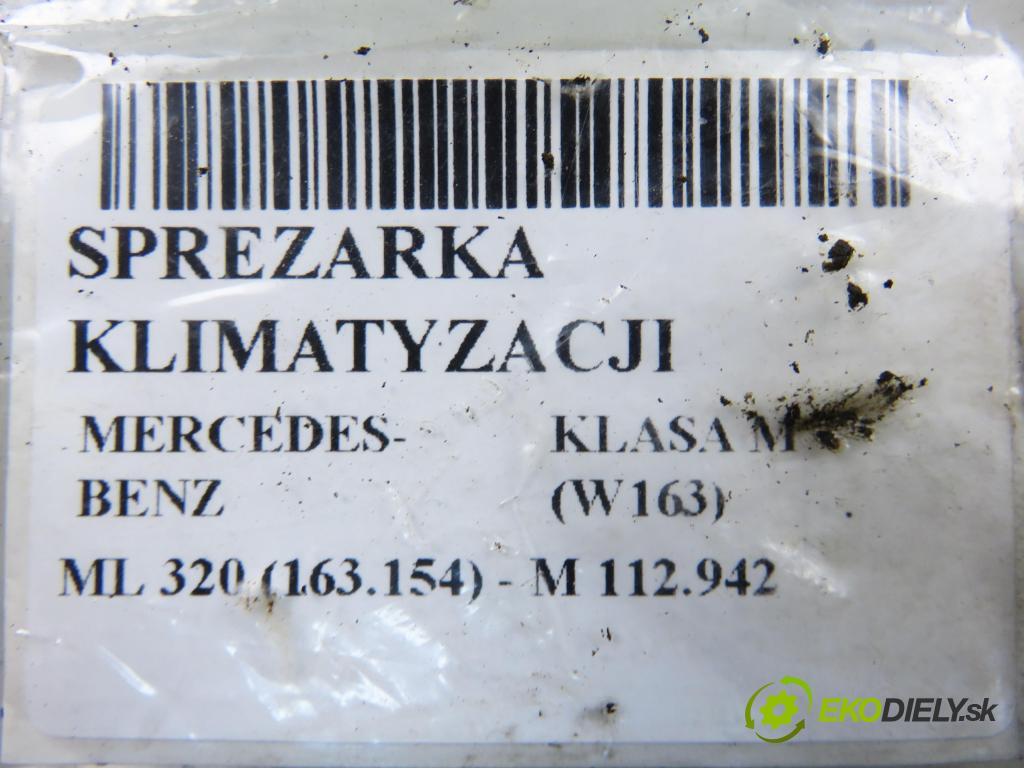 SPREZARKA
KLIMATYZACJI
MERCEDES- KLASA M
BENZ (W163)
ML 320 (163.154) - M 112.942
EKODIELY.sk